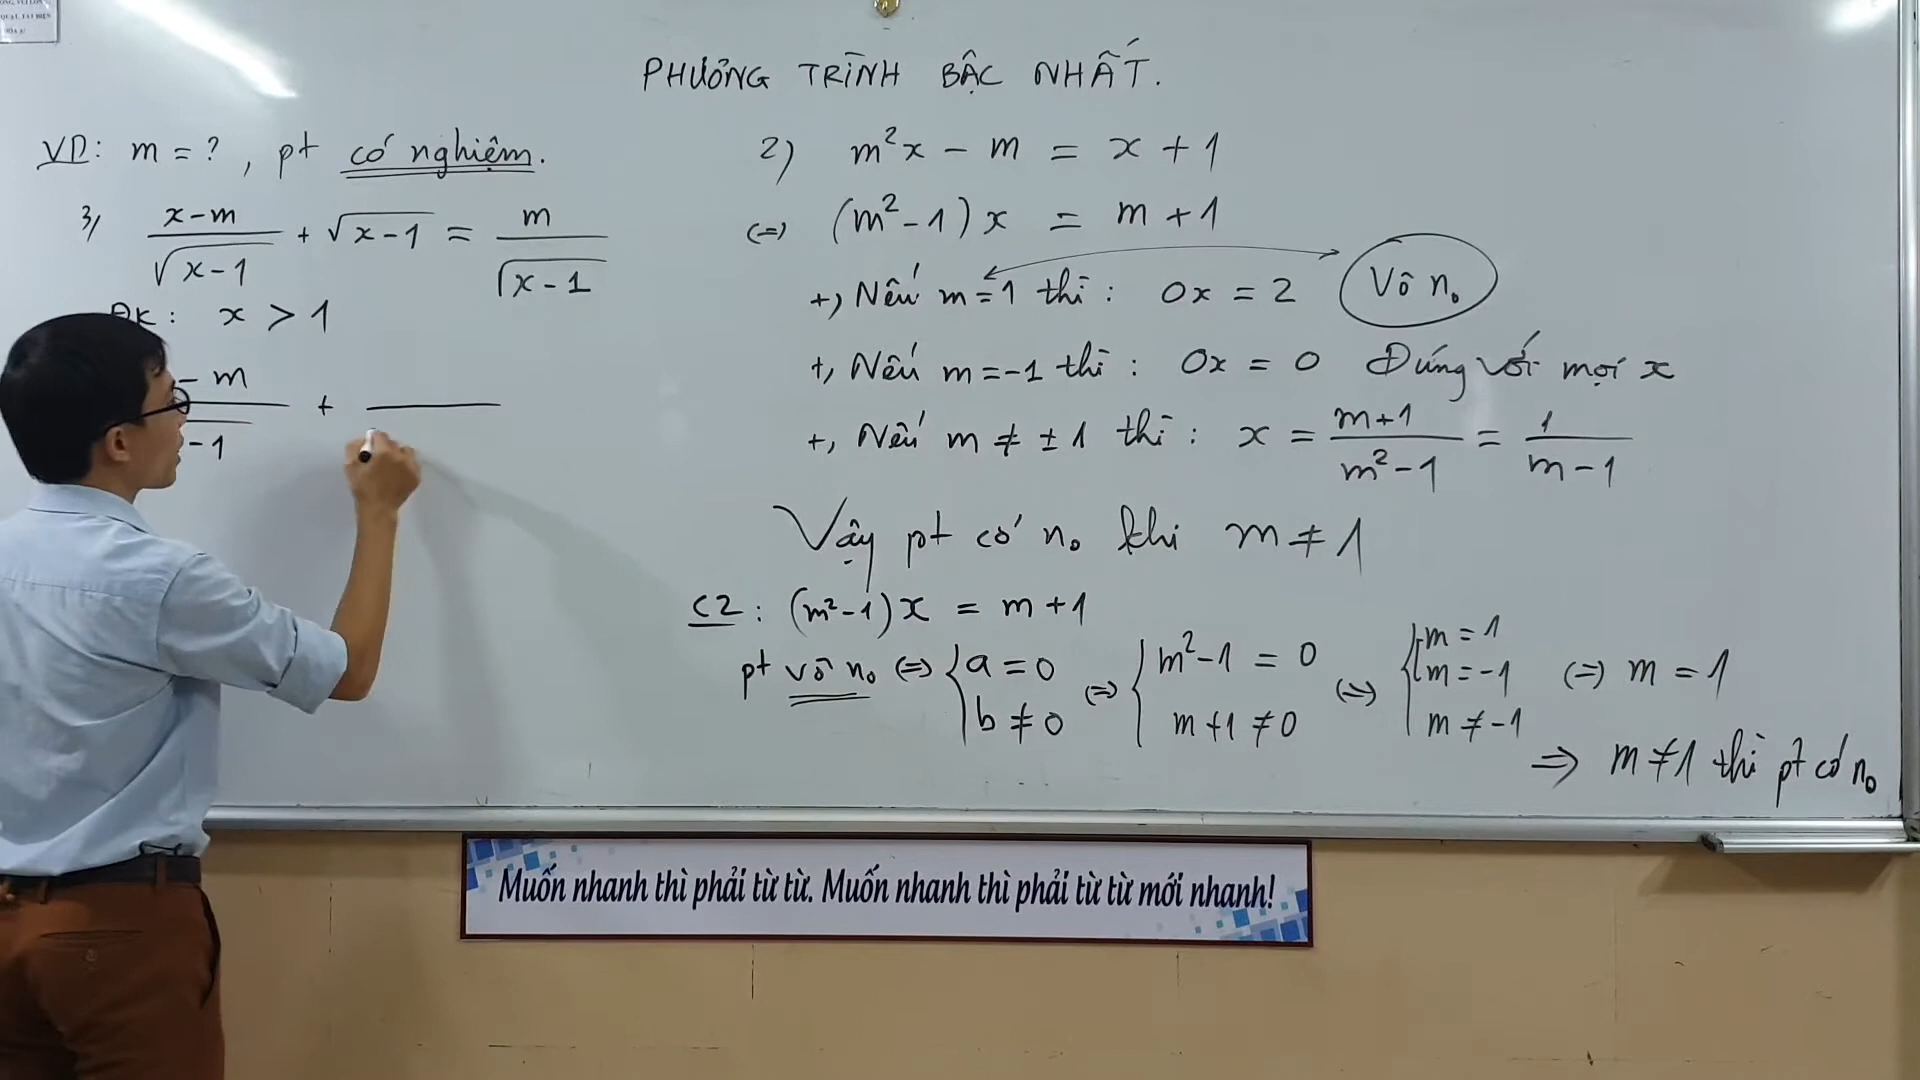 PHƯƠNG TRÌNH BẬC NHẤT.
VD: m = ?, pt có nghiệm.
3, (x-m)/√(x-1) + √(x-1) = m/√(x-1)
ĐK: x > 1
- m +
- 1
2) m²x - m = x + 1
(=) (m²-1)x = m + 1
+, Nếu m = 1 thì: 0x = 2 Vô n₀
+, Nếu m = -1 thì: 0x = 0 Đúng với mọi x
+, Nếu m ≠ ± 1 thì: x = (m+1)/(m²-1) = 1/(m-1)
Vậy pt có n₀ khi m ≠ 1
C2: (m²-1)x = m + 1
pt vô n₀ (=) { a = 0 ; b ≠ 0 (=) { m²-1 = 0 ; m+1 ≠ 0 (=) { [ m = 1 ; m = -1 ; m ≠ -1 (=) m = 1
=> m ≠ 1 thì pt có n₀
Muốn nhanh thì phải từ từ. Muốn nhanh thì phải từ từ mới nhanh!